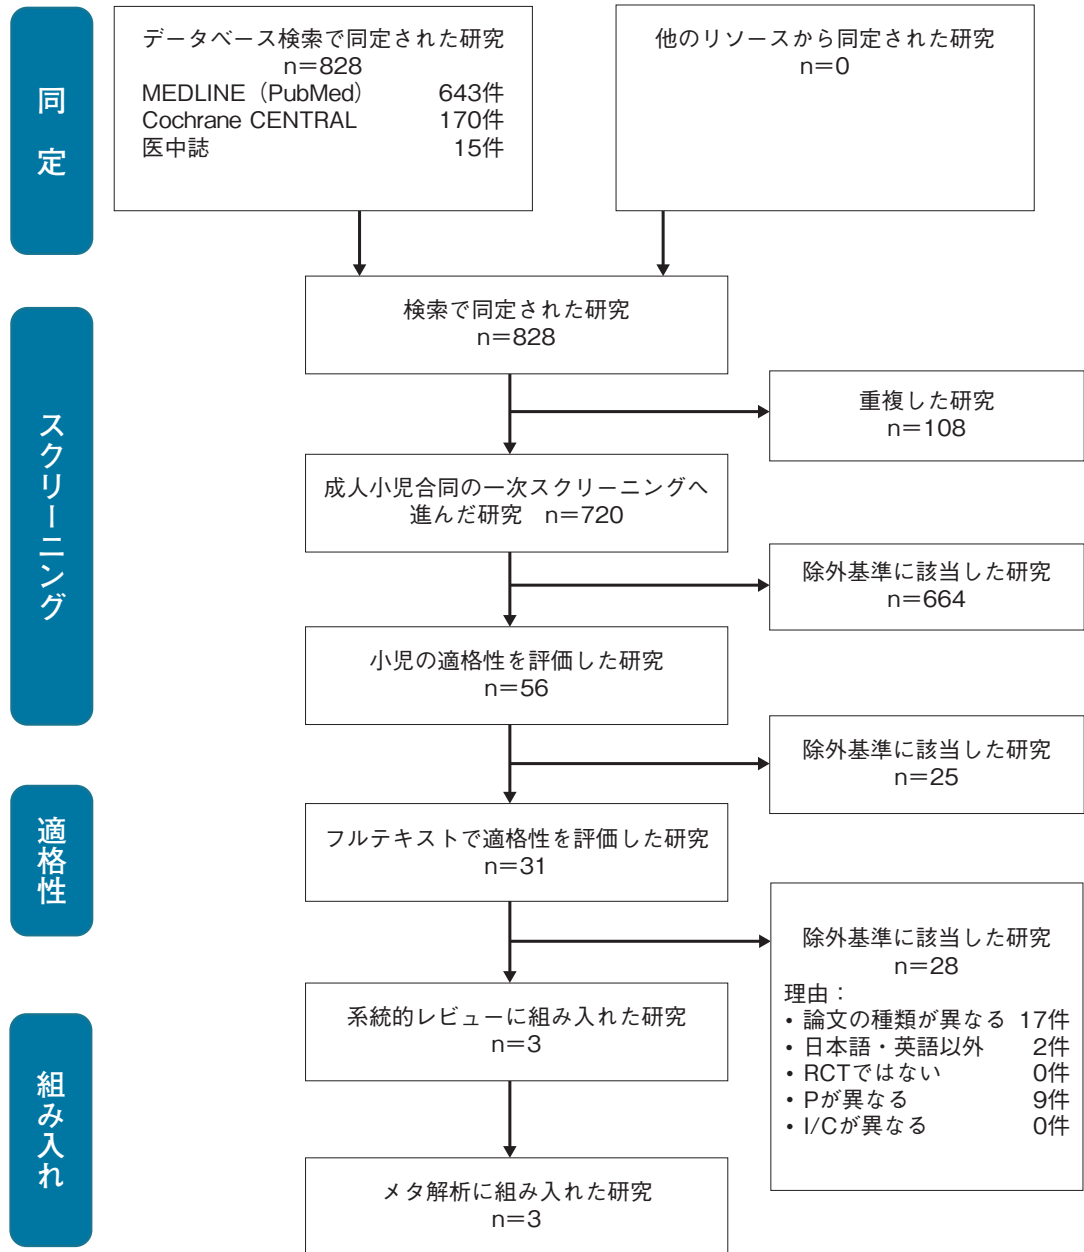 同定
データベース検索で同定された研究
n＝828
MEDLINE（PubMed） 643件
Cochrane CENTRAL 170件
医中誌 15件
他のリソースから同定された研究
n＝0
スクリーニング
検索で同定された研究
n＝828
重複した研究
n＝108
成人小児合同の一次スクリーニングへ
進んだ研究 n＝720
除外基準に該当した研究
n＝664
小児の適格性を評価した研究
n＝56
除外基準に該当した研究
n＝25
適格性
フルテキストで適格性を評価した研究
n＝31
除外基準に該当した研究
n＝28
理由：
・論文の種類が異なる 17件
・日本語・英語以外 2件
・RCTではない 0件
・Pが異なる 9件
・I/Cが異なる 0件
組み入れ
系統的レビューに組み入れた研究
n＝3
メタ解析に組み入れた研究
n＝3